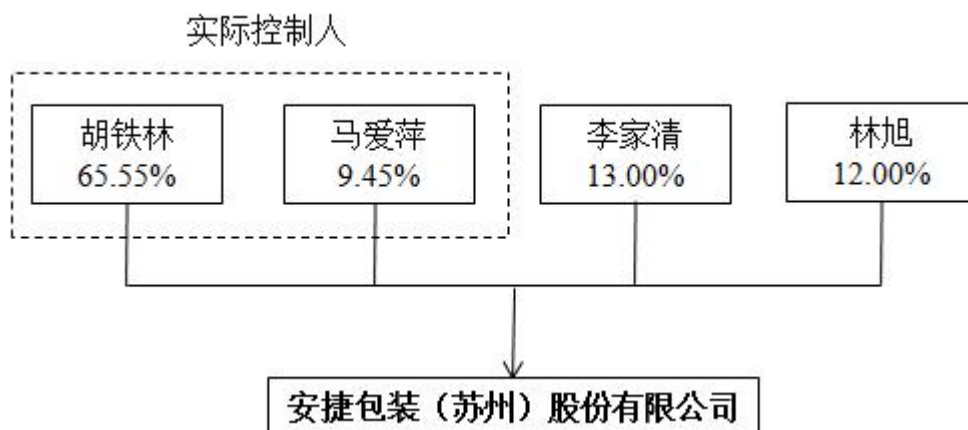 实际控制人
胡铁林
65.55%
马爱萍
9.45%
李家清
13.00%
林旭
12.00%
安捷包装（苏州）股份有限公司